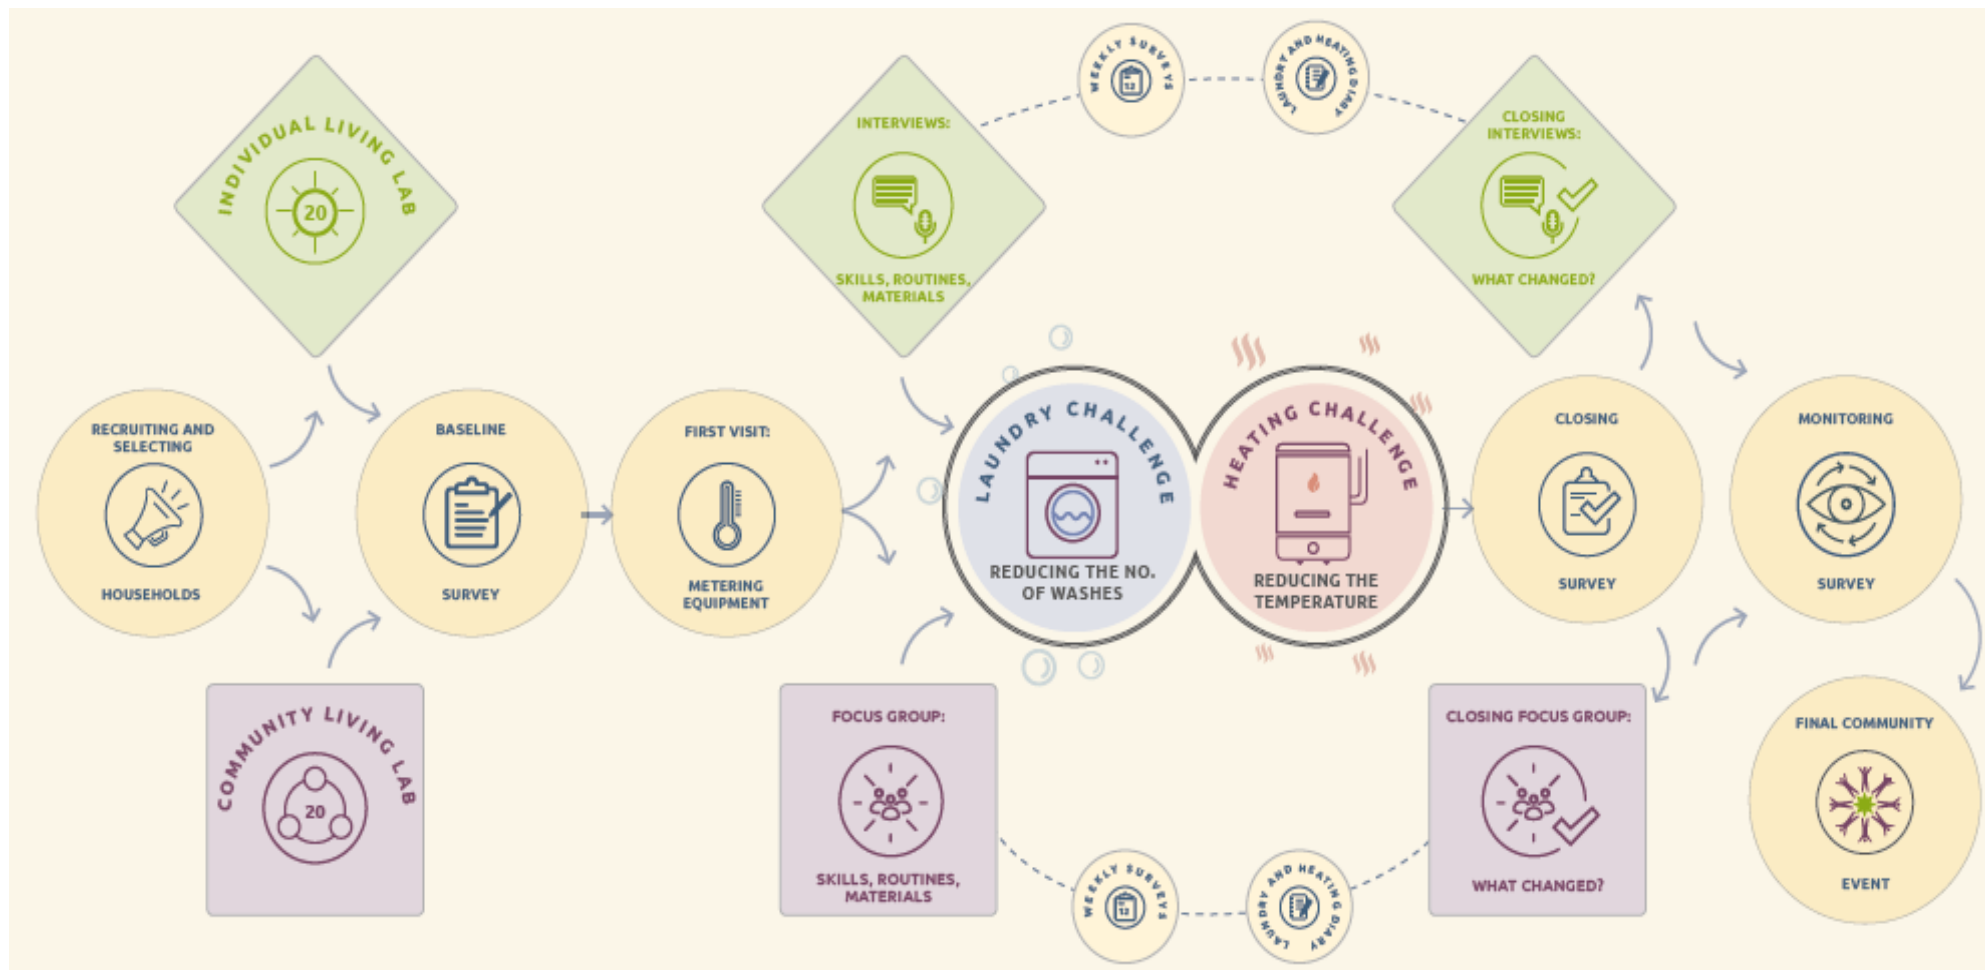 INDIVIDUAL LIVING LAB
20
INTERVIEWS:
SKILLS, ROUTINES,
MATERIALS
WEEKLY SURVEYS
12
LAUNDRY AND HEATING DIARY
CLOSING
INTERVIEWS:
WHAT CHANGED?
RECRUITING AND
SELECTING
HOUSEHOLDS
BASELINE
SURVEY
FIRST VISIT:
METERING
EQUIPMENT
LAUNDRY CHALLENGE
REDUCING THE NO.
OF WASHES
HEATING CHALLENGE
REDUCING THE
TEMPERATURE
CLOSING
SURVEY
MONITORING
SURVEY
COMMUNITY LIVING LAB
20
FOCUS GROUP:
SKILLS, ROUTINES,
MATERIALS
WEEKLY SURVEYS
12
LAUNDRY AND HEATING DIARY
CLOSING FOCUS GROUP:
WHAT CHANGED?
FINAL COMMUNITY
EVENT